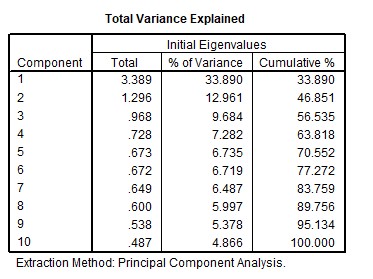 Total Variance Explained
Initial Eigenvalues
Component Total % of Variance Cumulative %
1 3.389 33.890 33.890
2 1.296 12.961 46.851
3 .968 9.684 56.535
4 .728 7.282 63.818
5 .673 6.735 70.552
6 .672 6.719 77.272
7 .649 6.487 83.759
8 .600 5.997 89.756
9 .538 5.378 95.134
10 .487 4.866 100.000
Extraction Method: Principal Component Analysis.